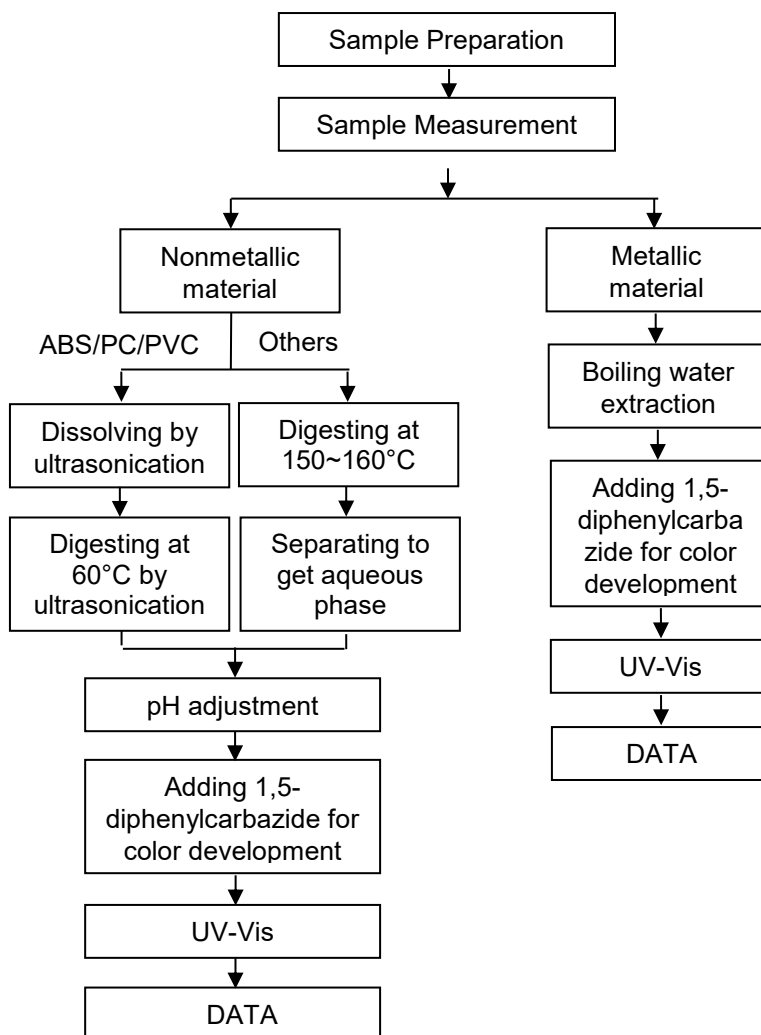 Sample Preparation
Sample Measurement
Nonmetallic
material
Metallic
material
ABS/PC/PVC
Others
Boiling water
extraction
Dissolving by
ultrasonication
Digesting at
150~160°C
Adding 1,5-
diphenylcarba
zide for color
development
Digesting at
60°C by
ultrasonication
Separating to
get aqueous
phase
UV-Vis
pH adjustment
DATA
Adding 1,5-
diphenylcarbazide for
color development
UV-Vis
DATA